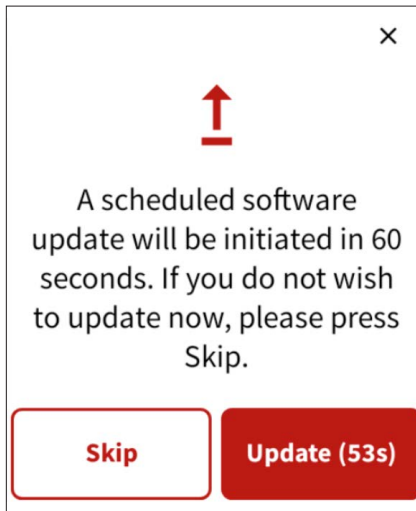 A scheduled software
update will be initiated in 60
seconds. If you do not wish
to update now, please press
Skip.
Skip
Update (53s)